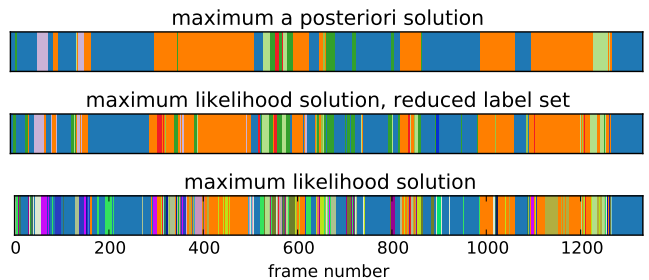 maximum a posteriori solution
maximum likelihood solution, reduced label set
maximum likelihood solution
0 200 400 600 800 1000 1200
frame number